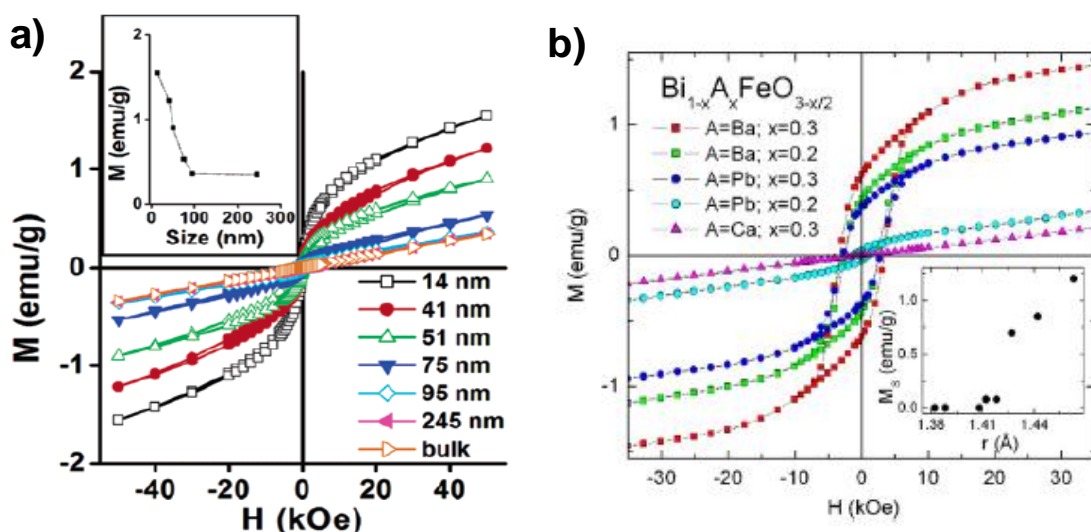 a)
M (emu/g)
2
1
0
-1
-2
-40
-20
0
20
40
H (kOe)
M (emu/g)
2
1
0
0
100
200
300
Size (nm)
14 nm
41 nm
51 nm
75 nm
95 nm
245 nm
bulk
b)
M (emu/g)
1
0
-1
-30
-20
-10
0
10
20
30
H (kOe)
Bi1-xAxFeO3-x/2
A=Ba; x=0.3
A=Ba; x=0.2
A=Pb; x=0.3
A=Pb; x=0.2
A=Ca; x=0.3
Ms (emu/g)
1.0
0.5
0.0
1.38
1.41
1.44
r (Å)